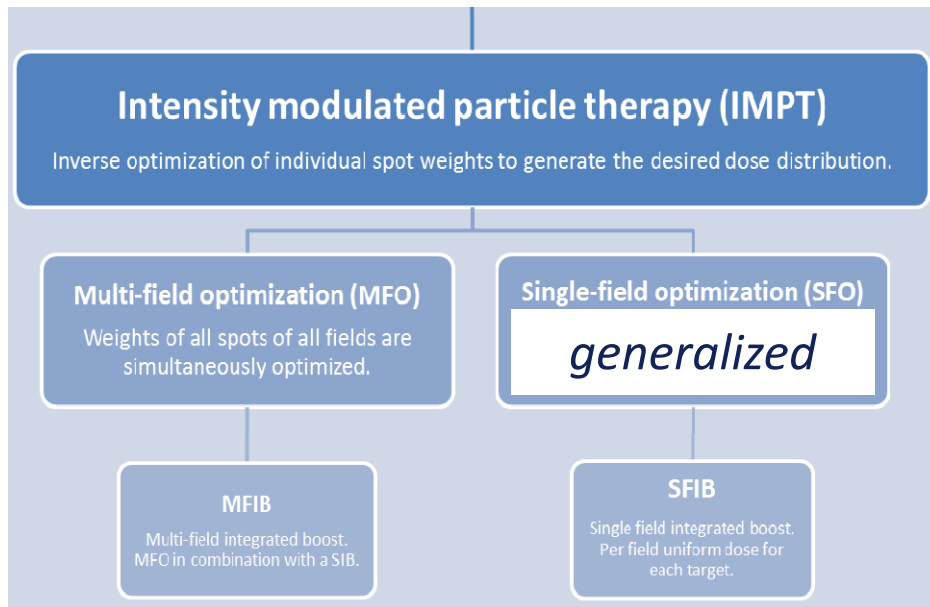 Intensity modulated particle therapy (IMPT)
Inverse optimization of individual spot weights to generate the desired dose distribution.
Multi-field optimization (MFO)
Weights of all spots of all fields are
simultaneously optimized.
Single-field optimization (SFO)
generalized
MFIB
Multi-field integrated boost.
MFO in combination with a SIB.
SFIB
Single field integrated boost.
Per field uniform dose for
each target.